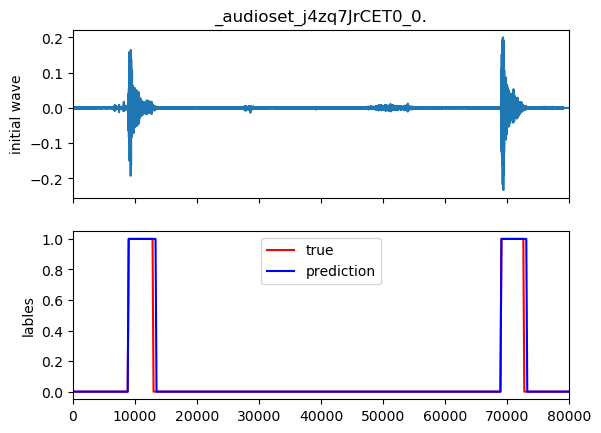 _audioset_j4zq7JrCET0_0.
initial wave
0.2
0.1
0.0
−0.1
−0.2
lables
1.0
0.8
0.6
0.4
0.2
0.0
true
prediction
0 10000 20000 30000 40000 50000 60000 70000 80000